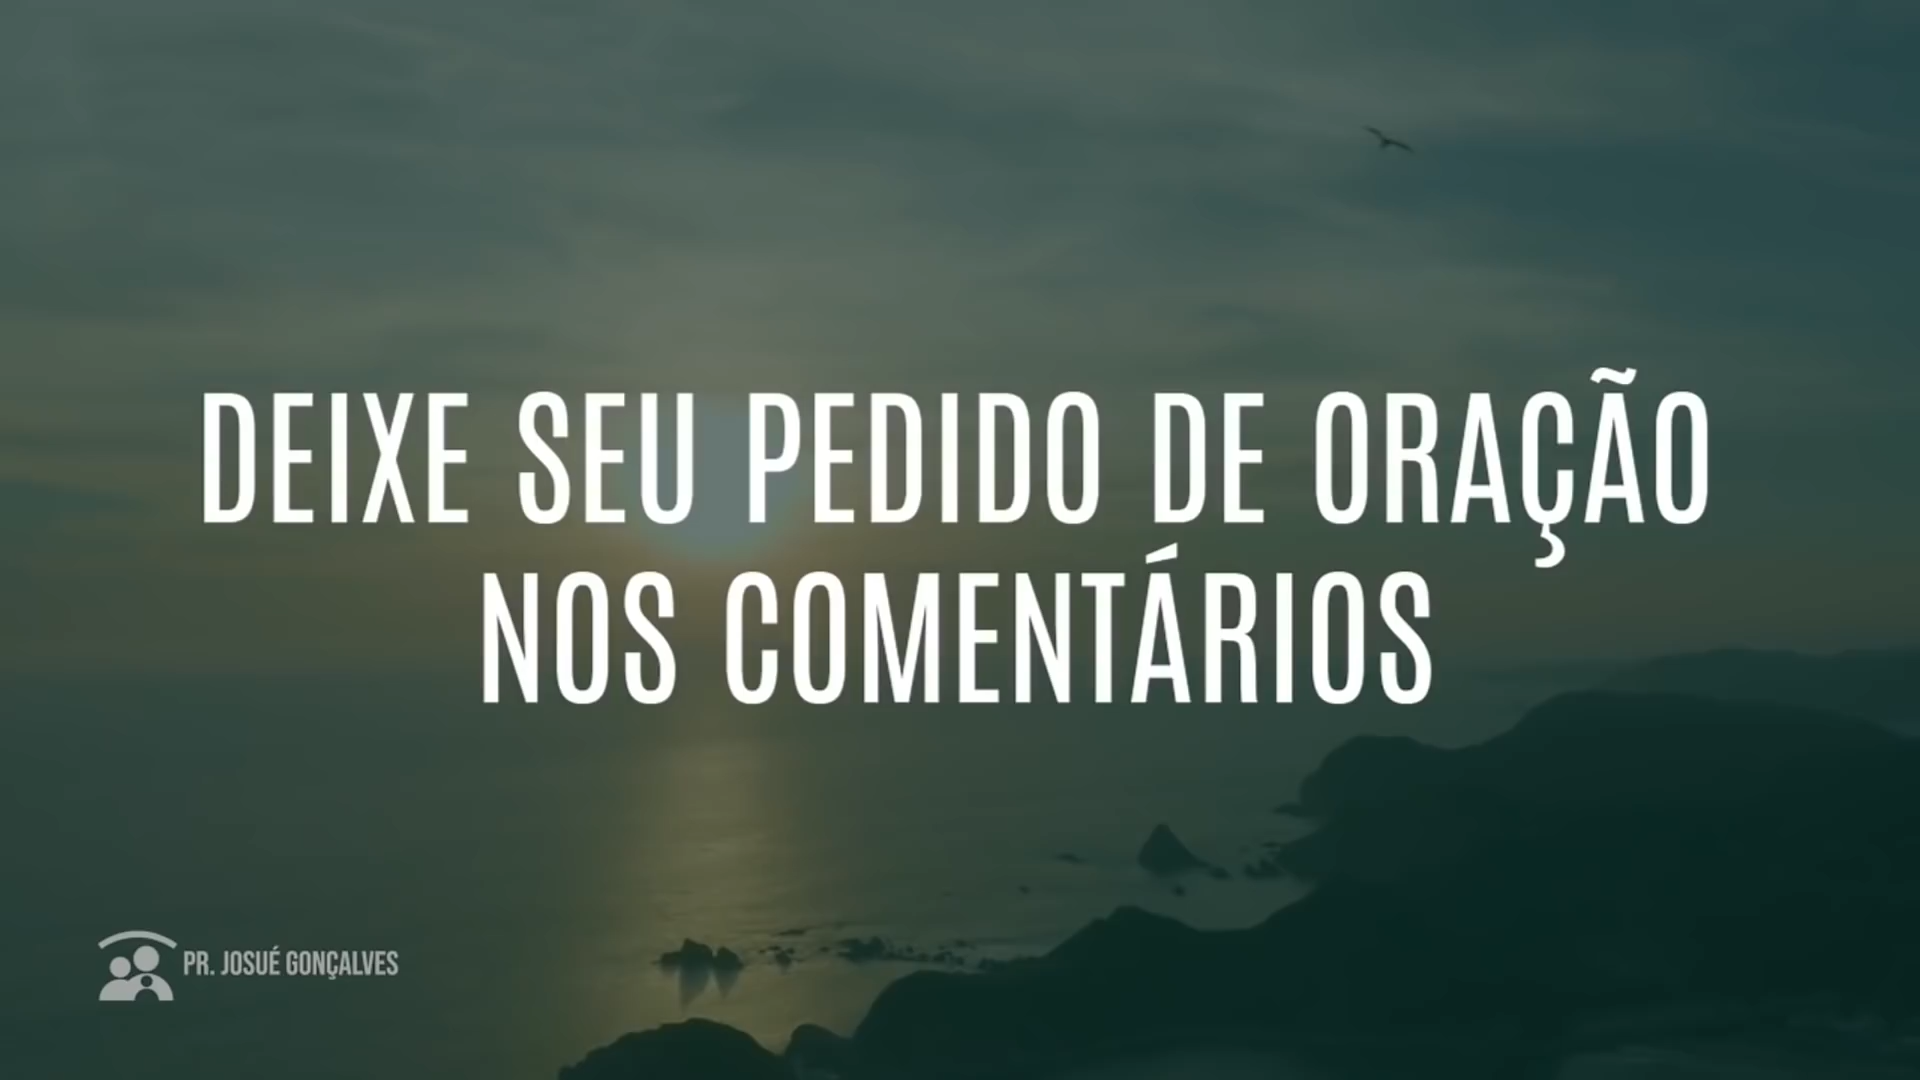 DEIXE SEU PEDIDO DE ORAÇÃO
NOS COMENTÁRIOS
PR. JOSUÉ GONÇALVES